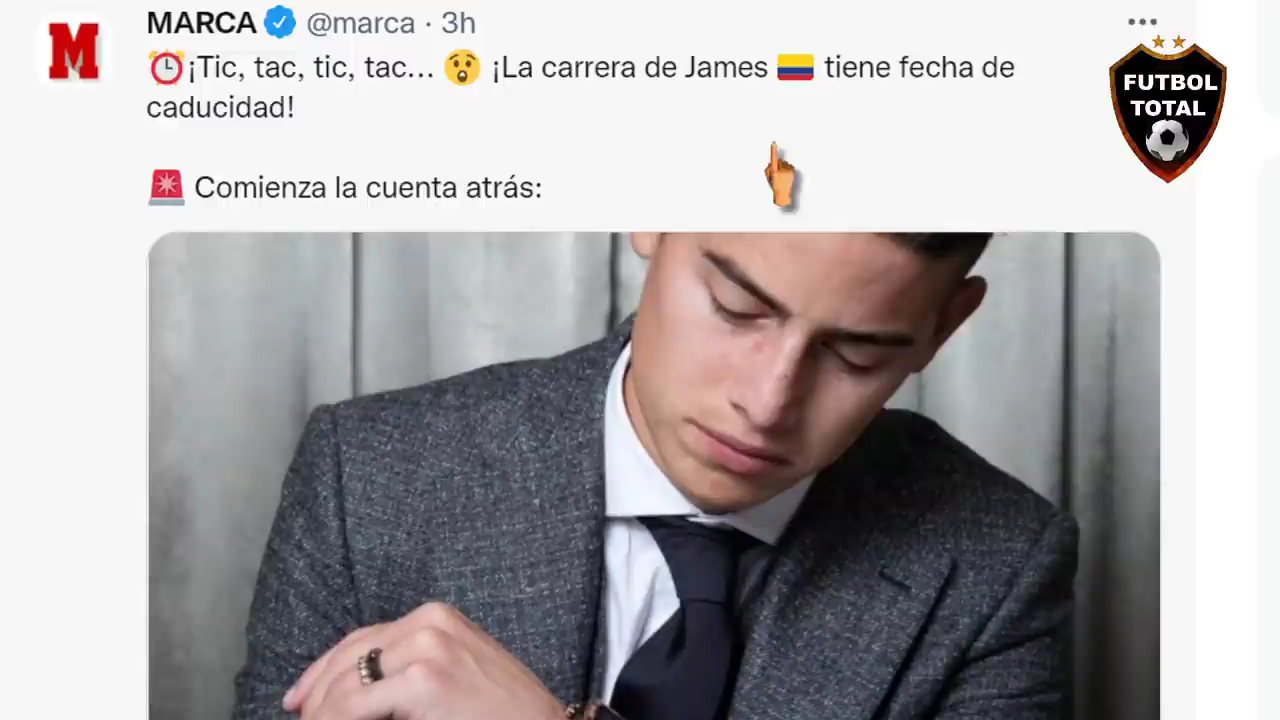 M
MARCA @marca · 3h
⏰¡Tic, tac, tic, tac... 😲 ¡La carrera de James 🇨🇴 tiene fecha de
caducidad!
🚨 Comienza la cuenta atrás:
FUTBOL
TOTAL